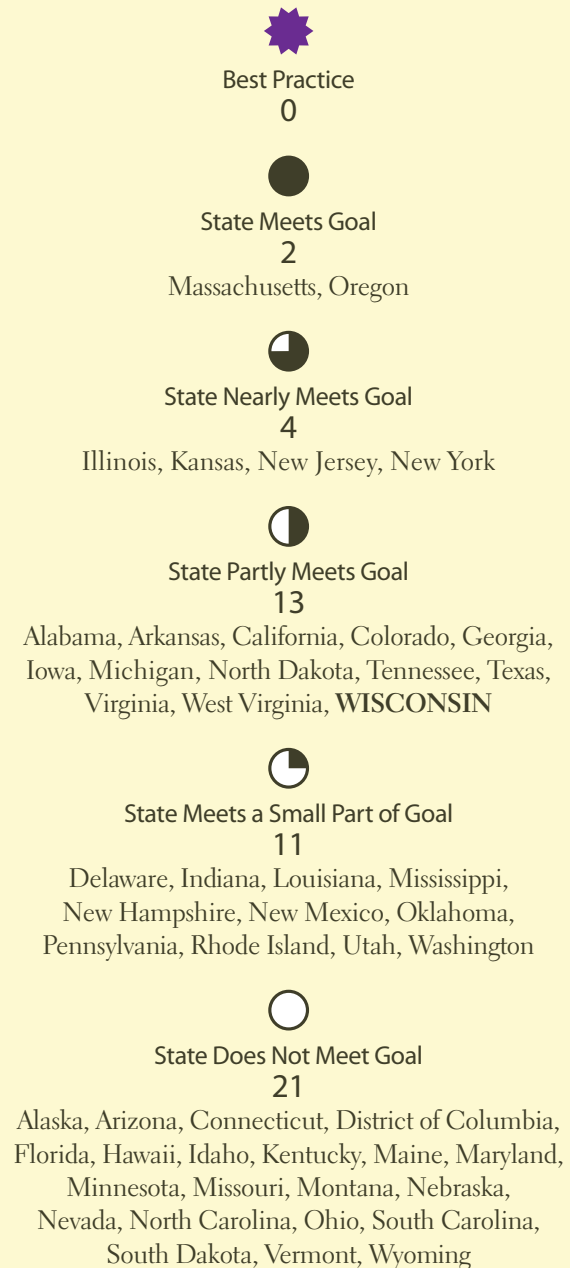 Best Practice
0
State Meets Goal
2
Massachusetts, Oregon
State Nearly Meets Goal
4
Illinois, Kansas, New Jersey, New York
State Partly Meets Goal
13
Alabama, Arkansas, California, Colorado, Georgia,
Iowa, Michigan, North Dakota, Tennessee, Texas,
Virginia, West Virginia, WISCONSIN
State Meets a Small Part of Goal
11
Delaware, Indiana, Louisiana, Mississippi,
New Hampshire, New Mexico, Oklahoma,
Pennsylvania, Rhode Island, Utah, Washington
State Does Not Meet Goal
21
Alaska, Arizona, Connecticut, District of Columbia,
Florida, Hawaii, Idaho, Kentucky, Maine, Maryland,
Minnesota, Missouri, Montana, Nebraska,
Nevada, North Carolina, Ohio, South Carolina,
South Dakota, Vermont, Wyoming